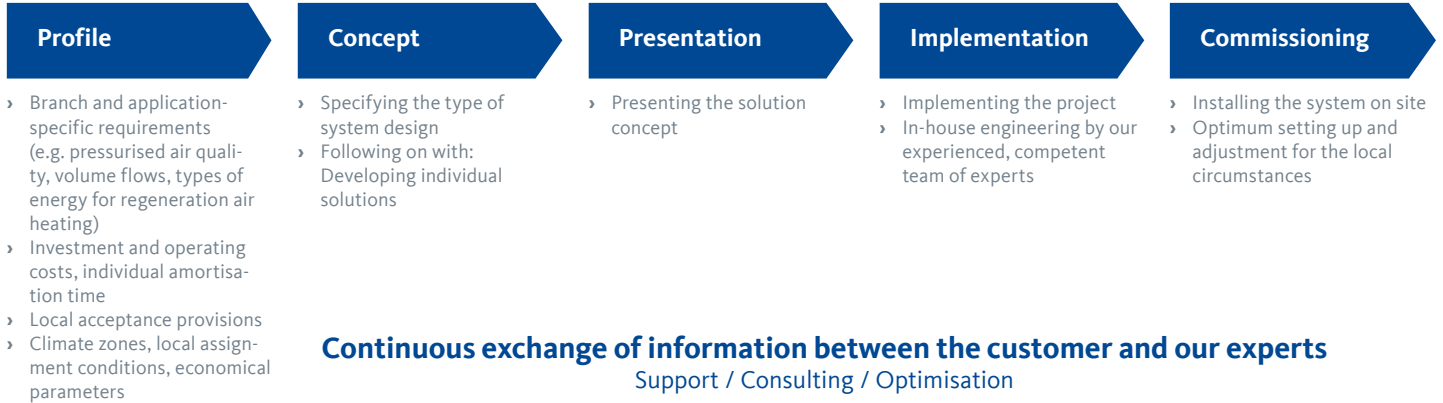 Profile
› Branch and application-
specific requirements
(e.g. pressurised air quali-
ty, volume flows, types of
energy for regeneration air
heating)
› Investment and operating
costs, individual amortisa-
tion time
› Local acceptance provisions
› Climate zones, local assign-
ment conditions, economical
parameters
Concept
› Specifying the type of
system design
› Following on with:
Developing individual
solutions
Presentation
› Presenting the solution
concept
Implementation
› Implementing the project
› In-house engineering by our
experienced, competent
team of experts
Commissioning
› Installing the system on site
› Optimum setting up and
adjustment for the local
circumstances
Continuous exchange of information between the customer and our experts
Support / Consulting / Optimisation